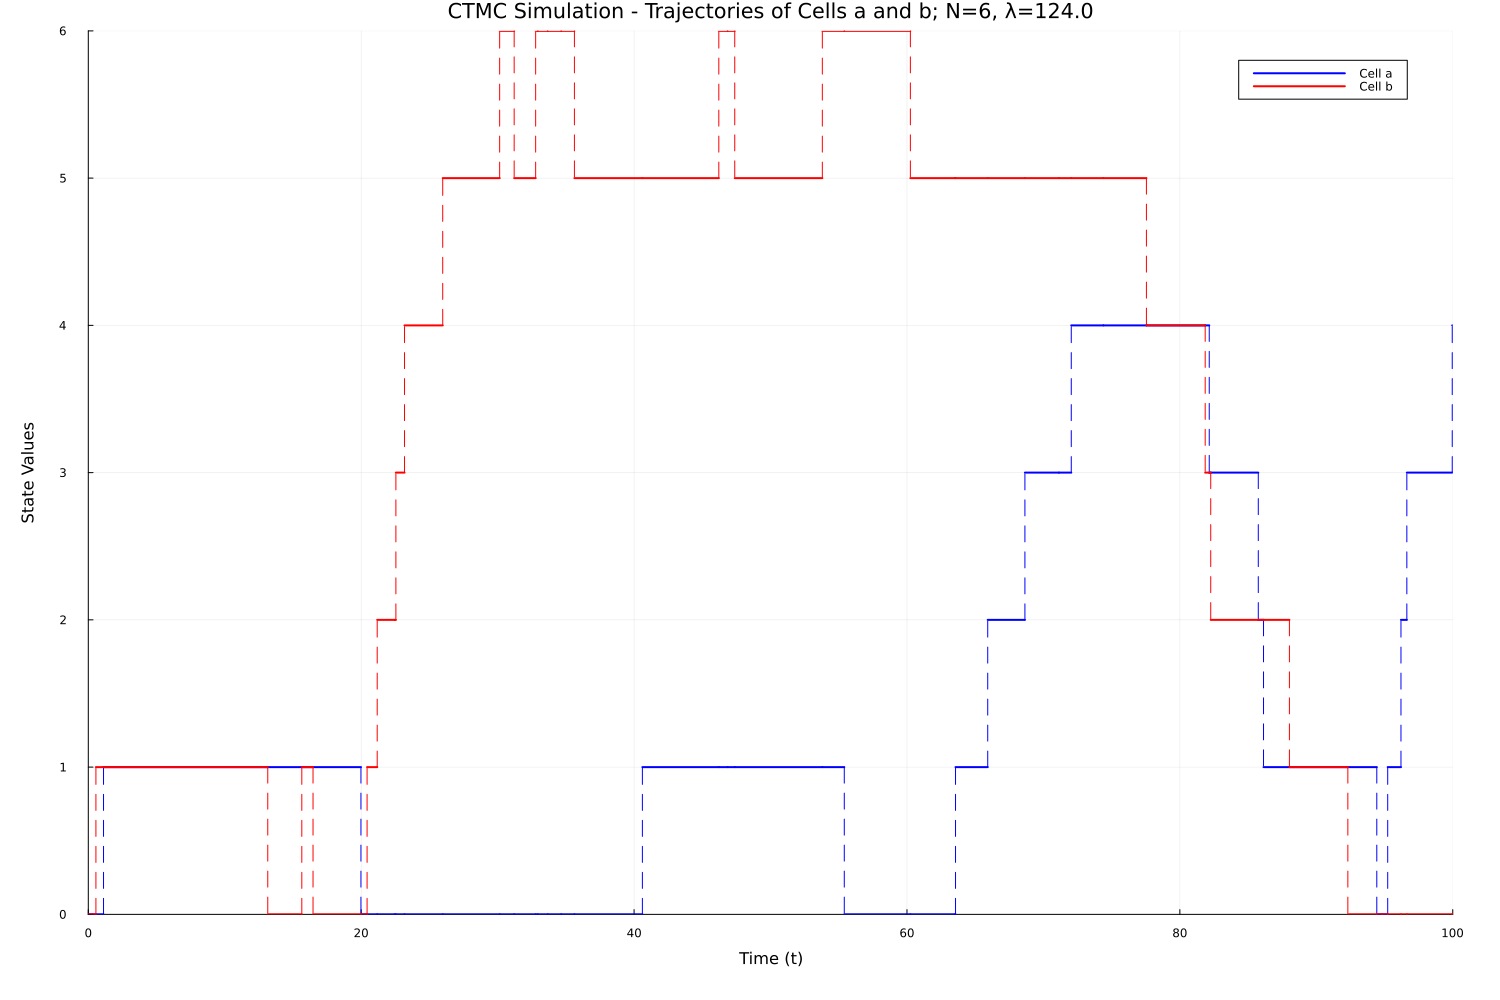 CTMC Simulation - Trajectories of Cells a and b; N=6, λ=124.0
6
5
4
3
2
1
0
State Values
Cell a
Cell b
0 20 40 60 80 100
Time (t)